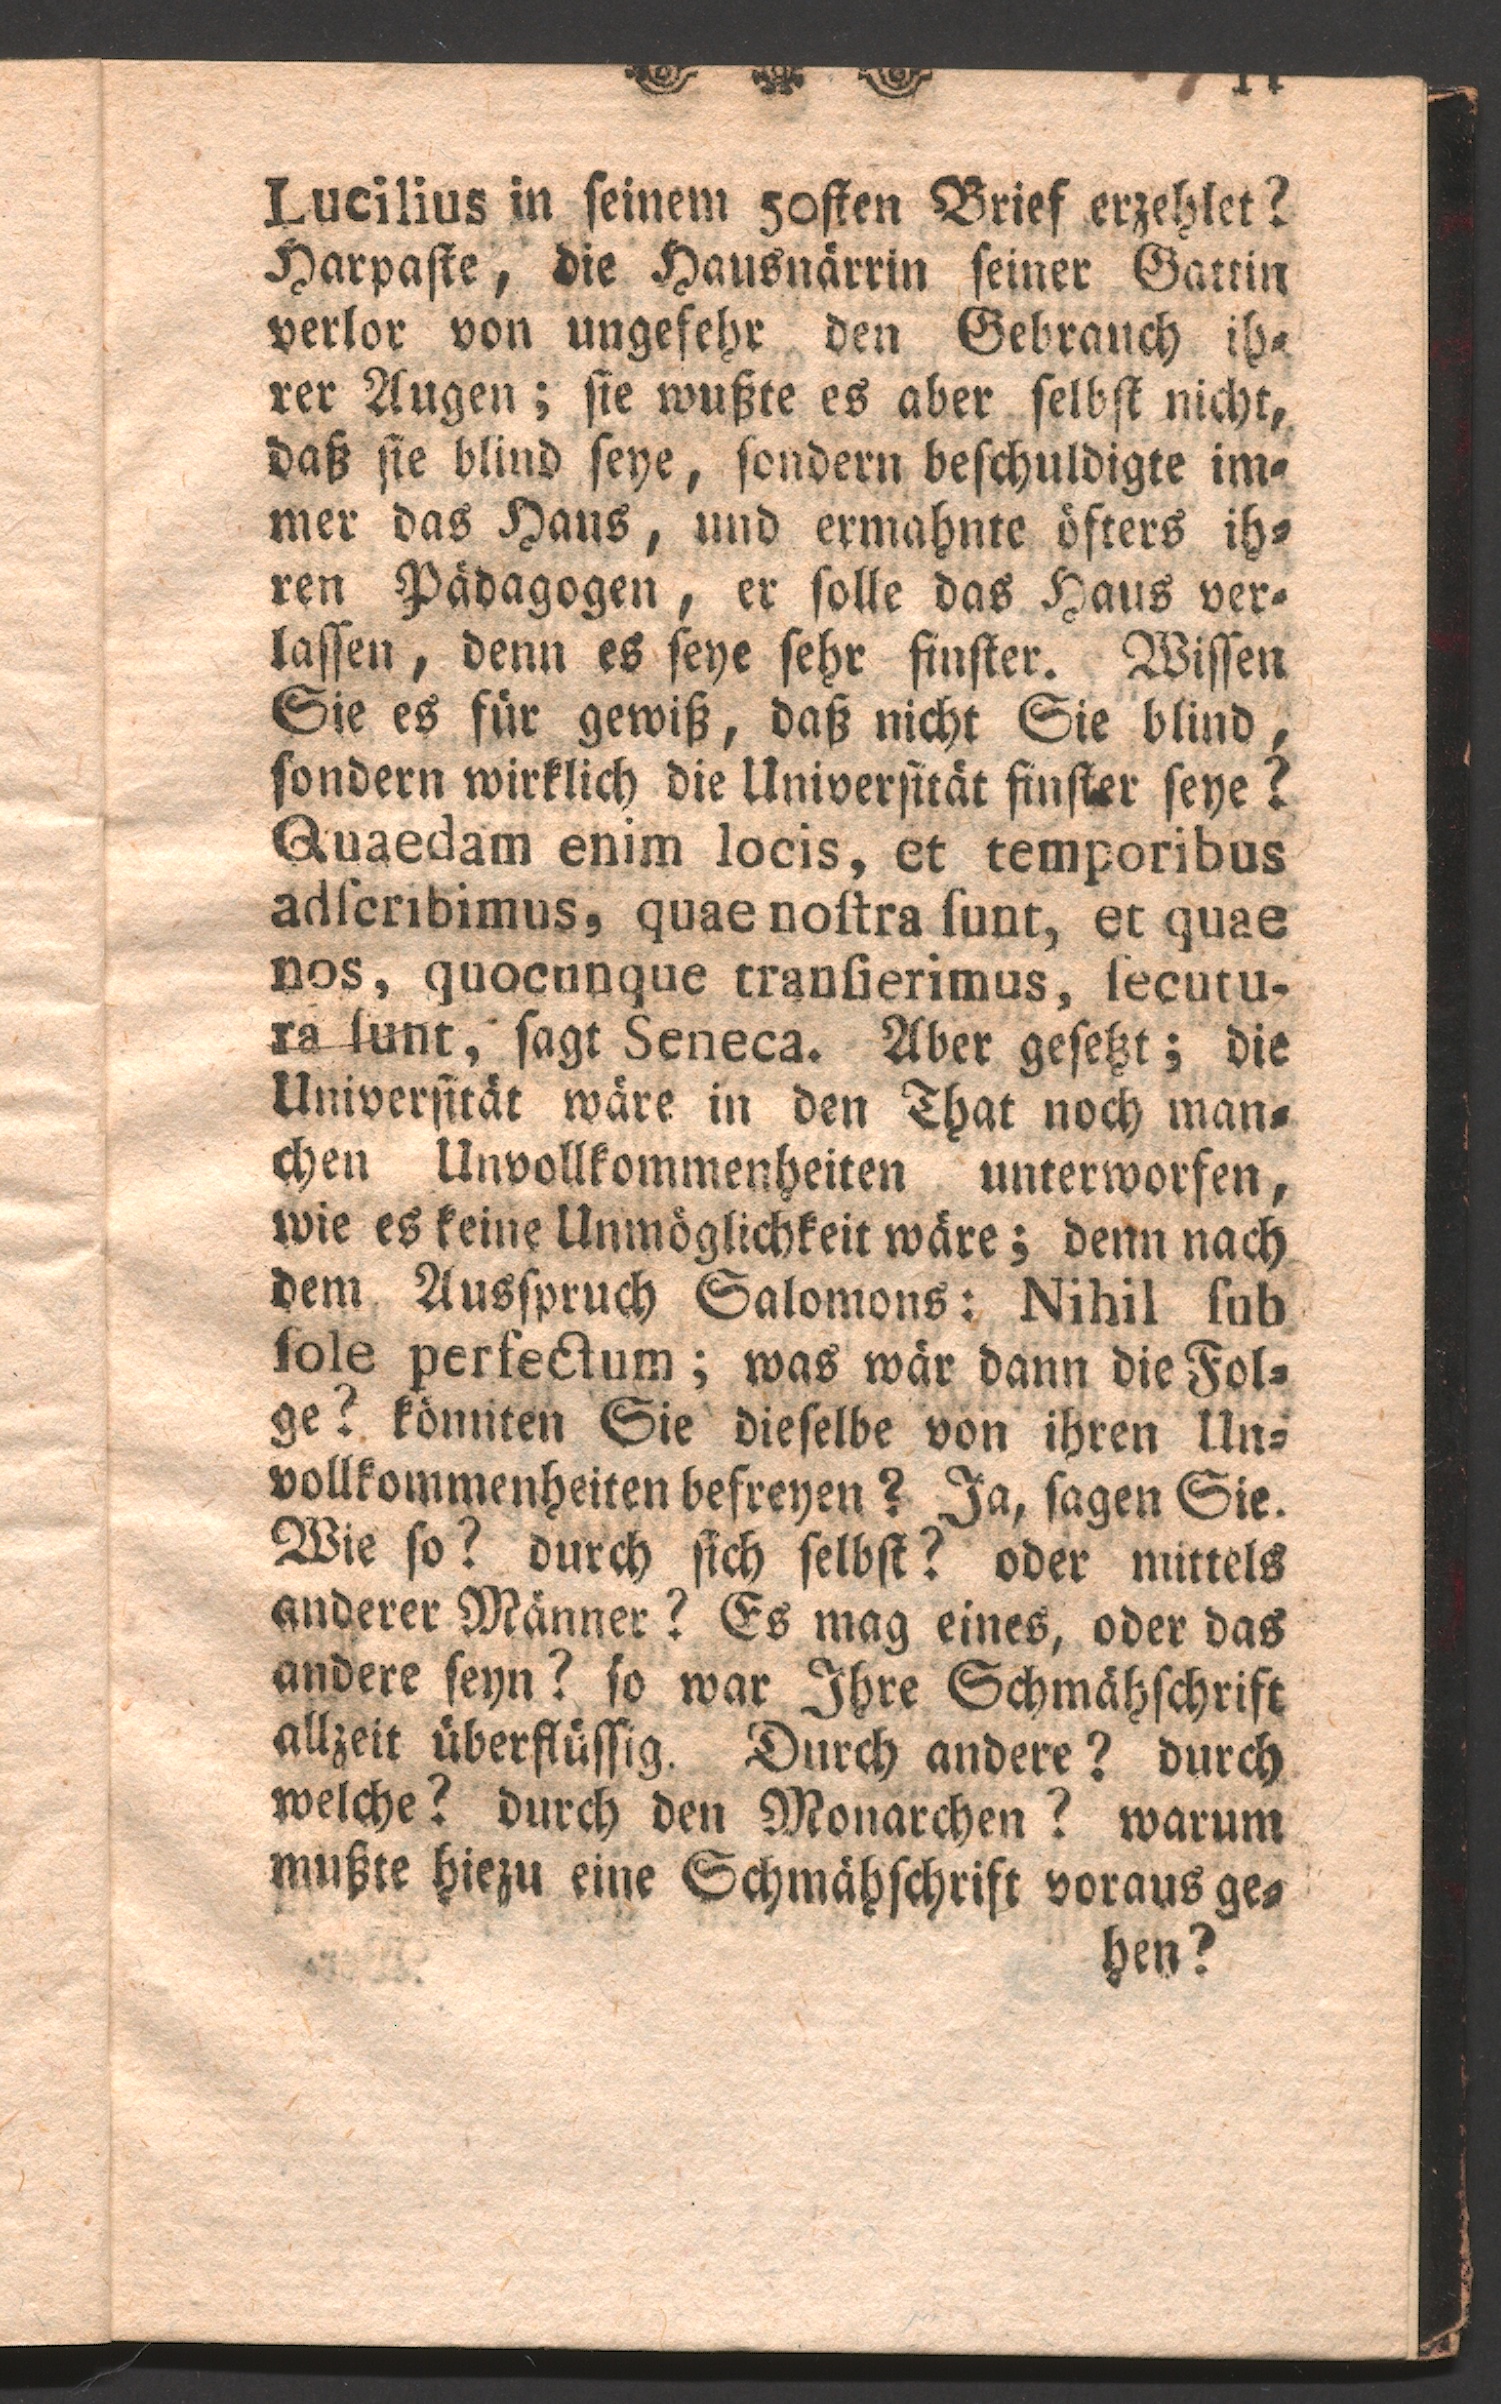 11
Lucilius in ſeinem 50ſten Brief erzehlet?
Harpaſte, die Hausnärrin ſeiner Gattin
verlor von ungefehr den Gebrauch ih⸗
rer Augen; ſie wußte es aber ſelbſt nicht,
daß ſie blind ſeye, ſondern beſchuldigte im⸗
mer das Haus, und ermahnte öfters ih⸗
ren Pädagogen, er ſolle das Haus ver⸗
laſſen, denn es ſeye ſehr finſter. Wiſſen
Sie es für gewiß, daß nicht Sie blind,
ſondern wirklich die Univerſität finſter ſeye?
Quaedam enim locis, et temporibus
adſcribimus, quae noſtra ſunt, et quae
nos, quocunque tranſierimus, ſecutu-
ra ſunt, ſagt Seneca. Aber geſetzt; die
Univerſität wäre in den That noch man⸗
chen Unvollkommenheiten unterworfen,
wie es keine Unmöglichkeit wäre; denn nach
dem Ausſpruch Salomons: Nihil ſub
ſole perfectum; was wär dann die Fol⸗
ge? könnten Sie dieſelbe von ihren Un⸗
vollkommenheiten befreyen? Ja, ſagen Sie.
Wie ſo? durch ſich ſelbſt? oder mittels
anderer Männer? Es mag eines, oder das
andere ſeyn? ſo war Ihre Schmähſchrift
allzeit überflüſſig. Durch andere? durch
welche? durch den Monarchen? warum
mußte hiezu eine Schmähſchrift voraus ge⸗
hen?